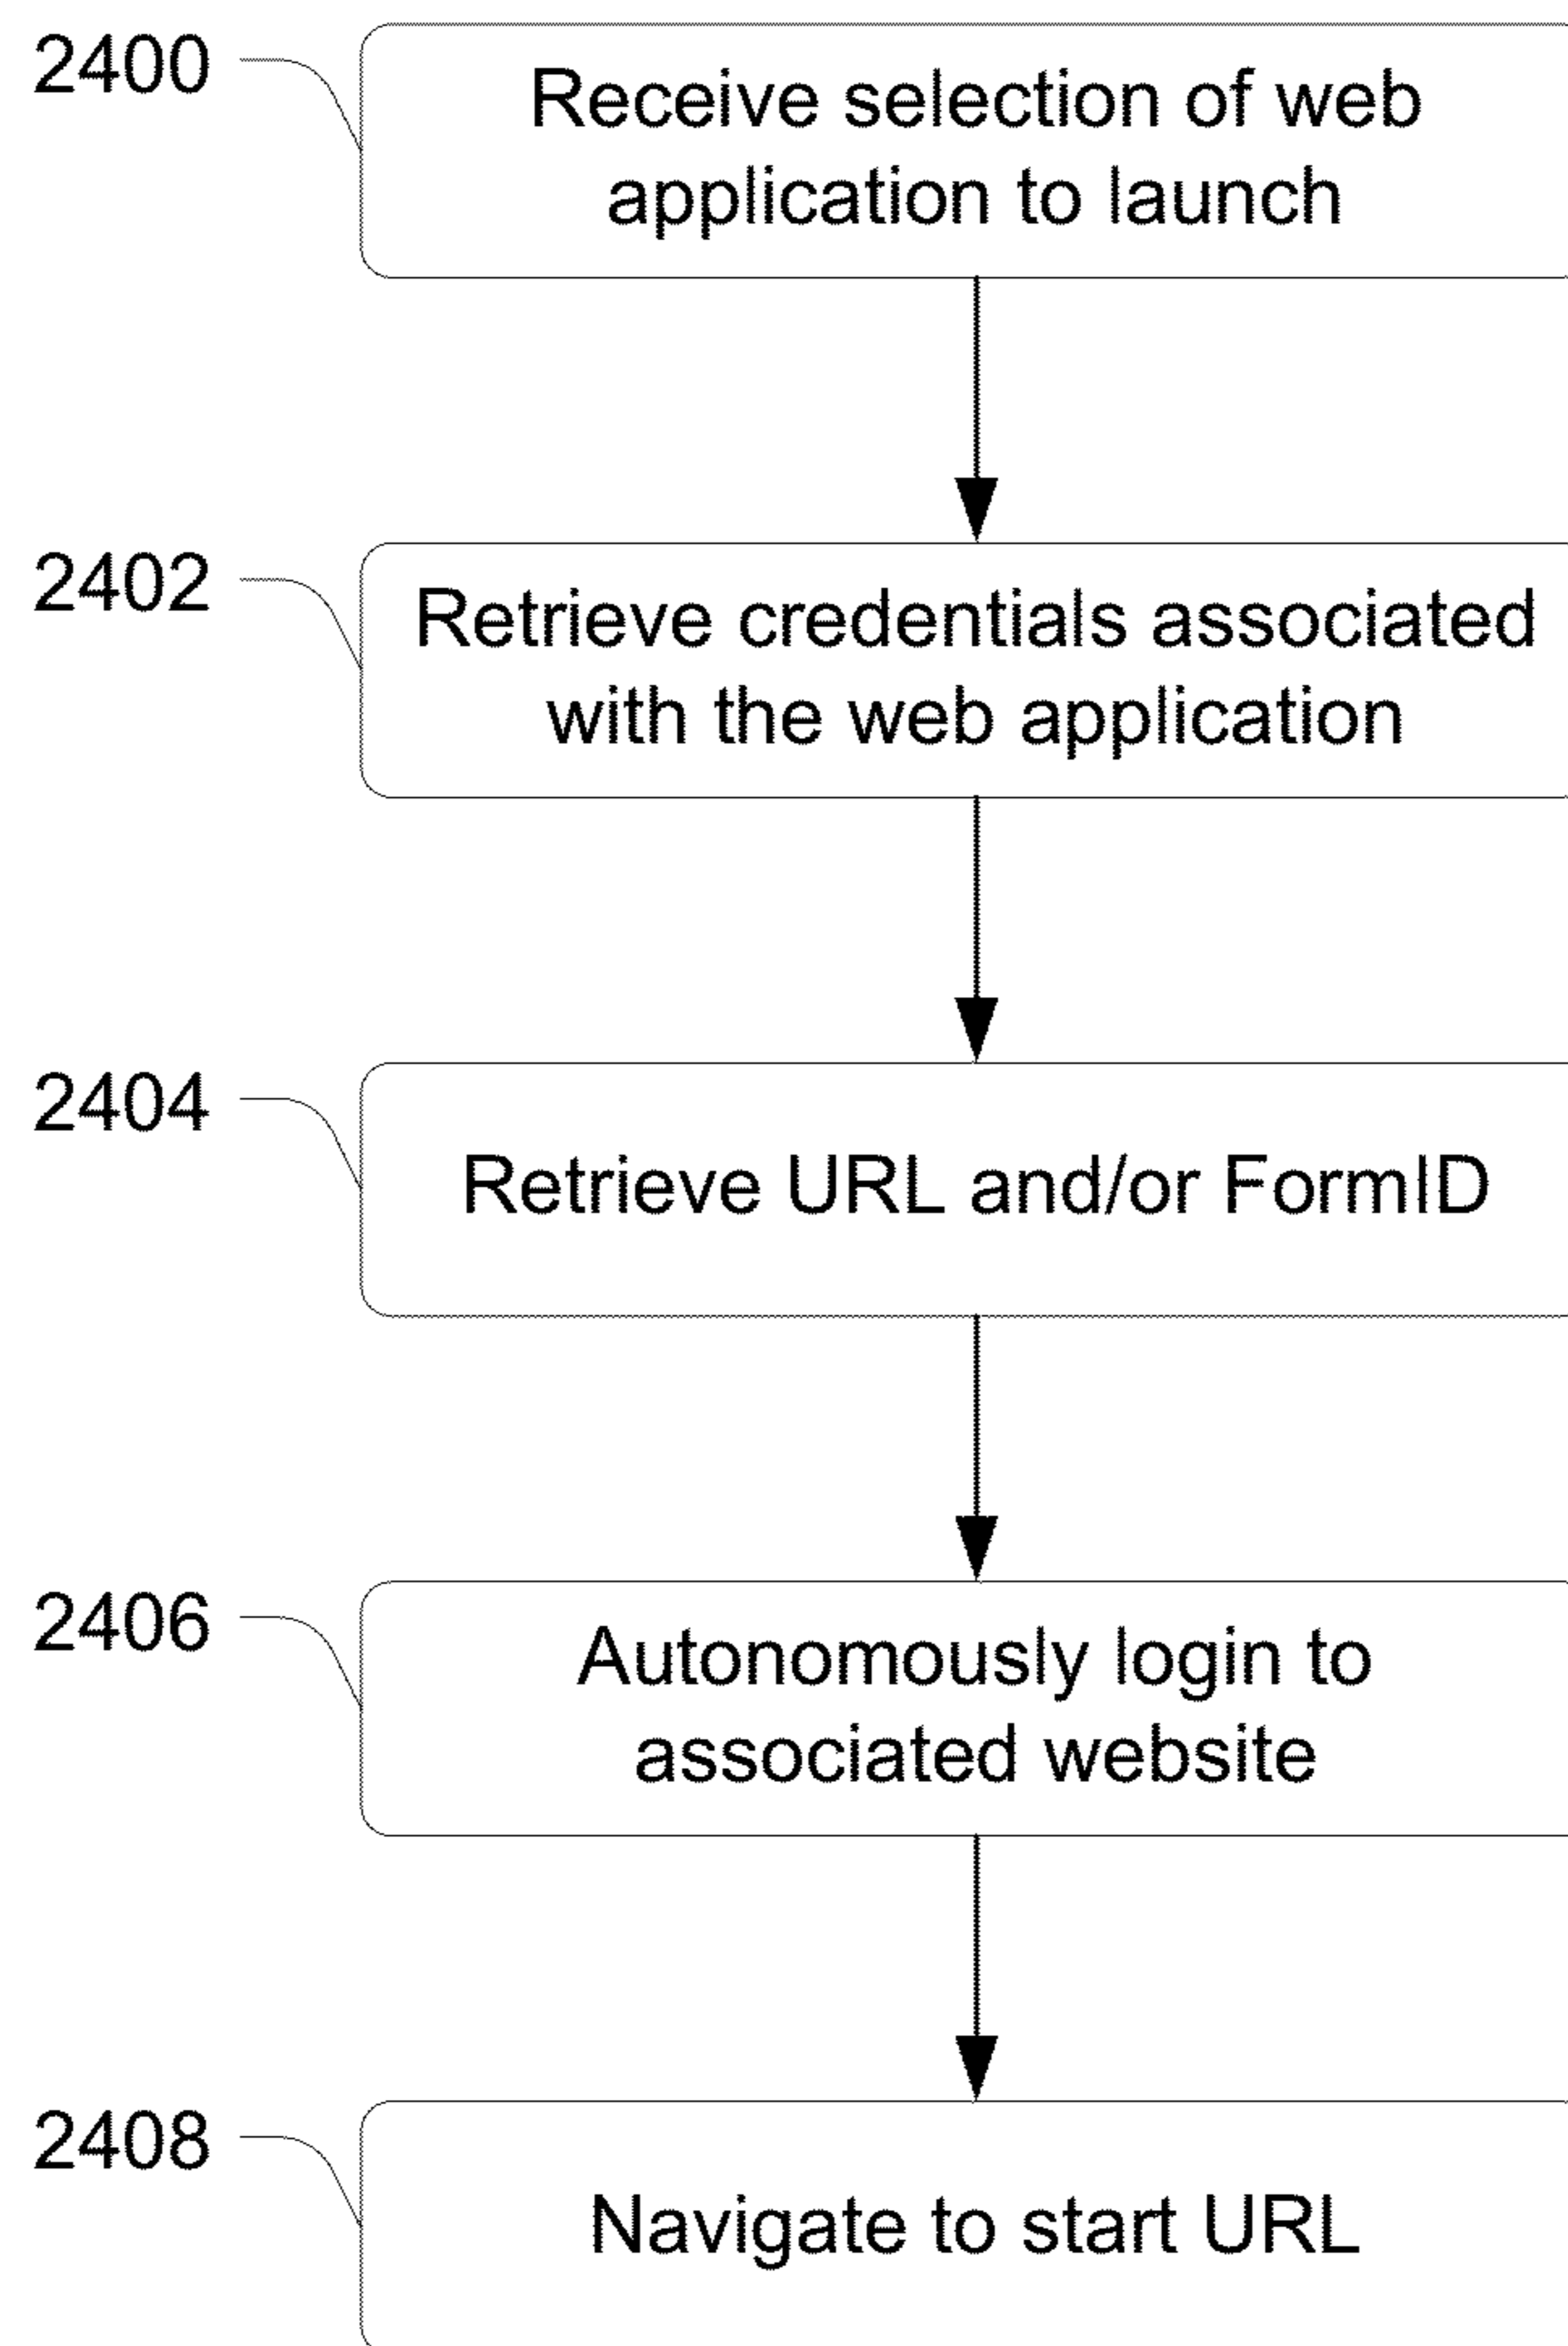 2400
Receive selection of web
application to launch
2402
Retrieve credentials associated
with the web application
2404
Retrieve URL and/or FormID
2406
Autonomously login to
associated website
2408
Navigate to start URL